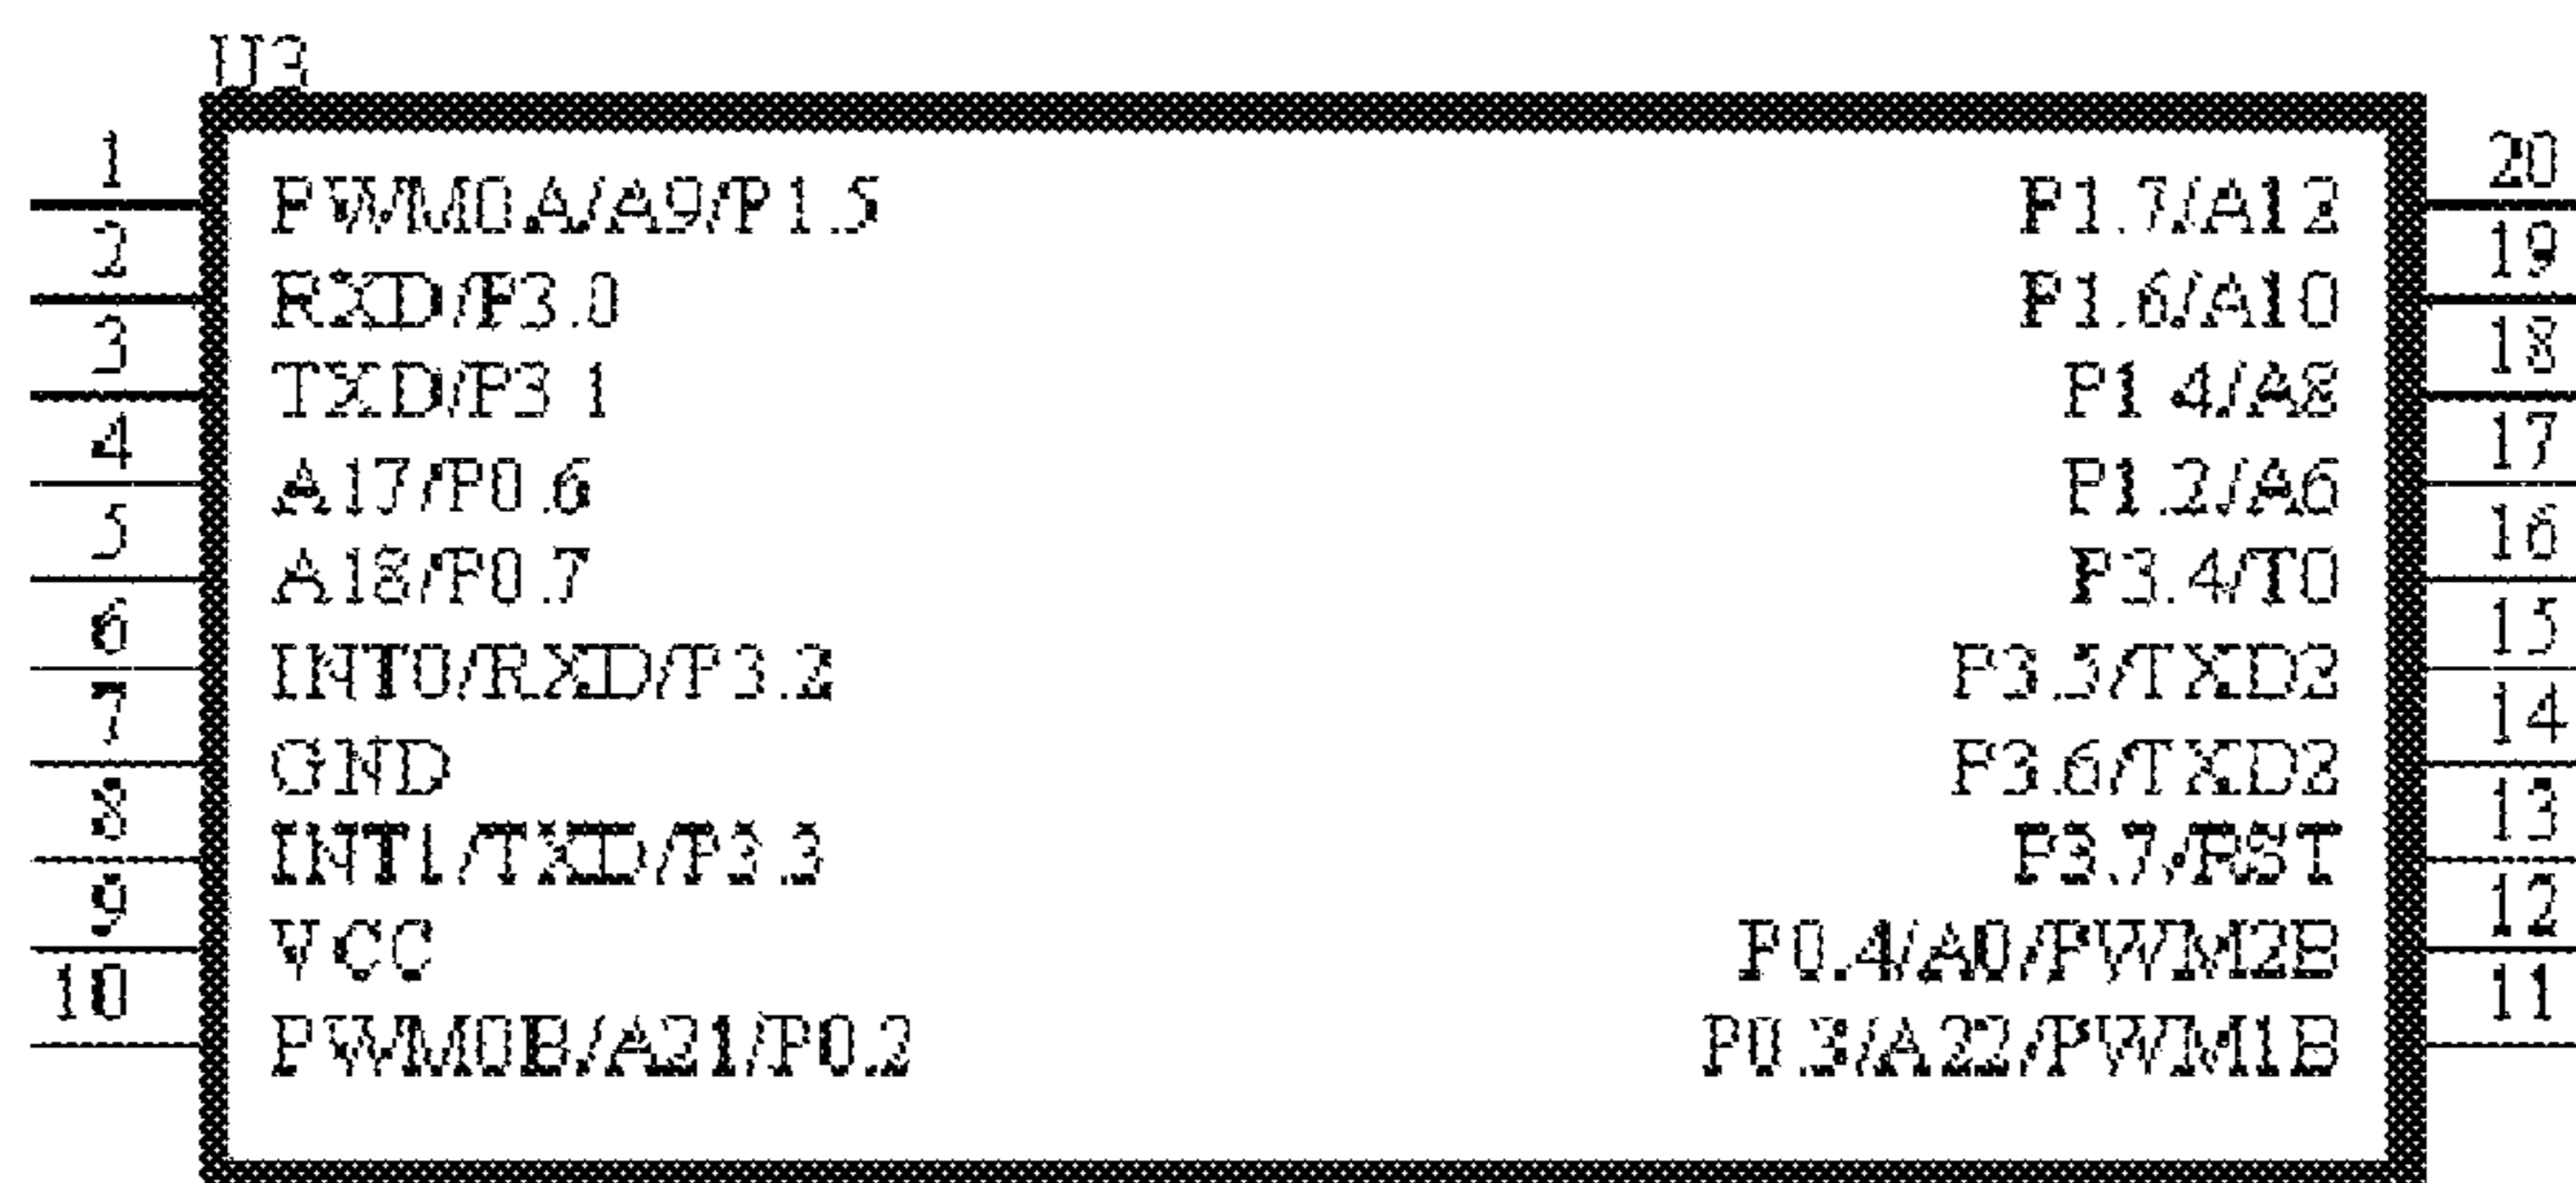 U3
1 PWM0A/A9/P1.5 P1.7/A12 20
2 RXD/P3.0 P1.6/A10 19
3 TXD/P3.1 P1.4/A8 18
4 A17/P0.6 P1.2/A6 17
5 A18/P0.7 P3.4/T0 16
6 INT0/RXD/P3.2 P3.5/TXD2 15
7 GND P3.6/TXD2 14
8 INT1/TXD/P3.3 P3.7/RST 13
9 VCC P0.4/A0/PWM2B 12
10 PWM0B/A21/P0.2 P0.3/A22/PWM1B 11